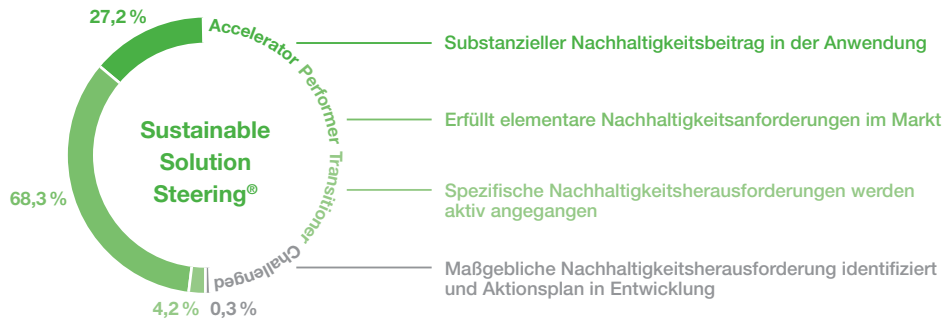 27,2 %
Accelerator Performer Transitioner Challenged
Substanzieller Nachhaltigkeitsbeitrag in der Anwendung
Sustainable
Solution
Steering®
Erfüllt elementare Nachhaltigkeitsanforderungen im Markt
68,3 %
Spezifische Nachhaltigkeitsherausforderungen werden
aktiv angegangen
Maßgebliche Nachhaltigkeitsherausforderung identifiziert
und Aktionsplan in Entwicklung
4,2 %
0,3 %